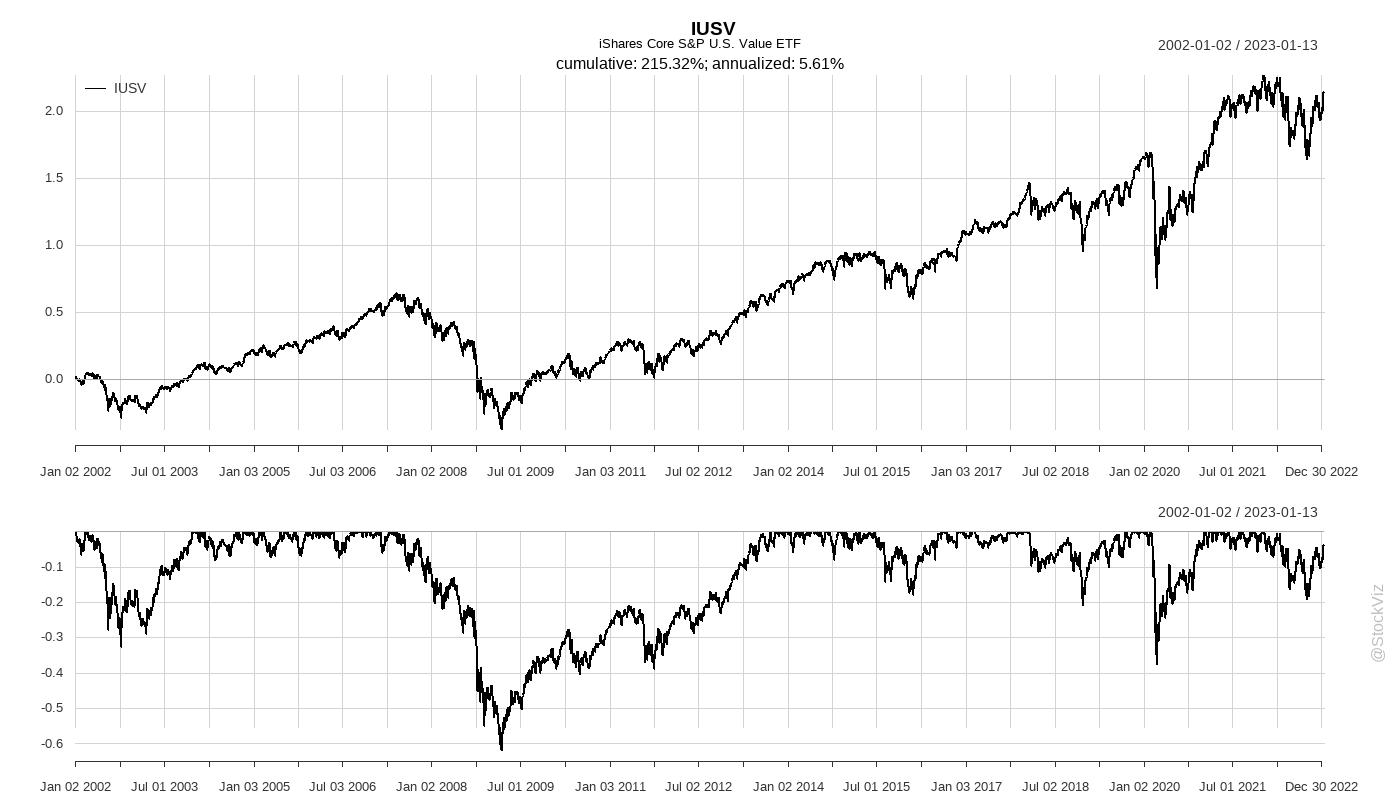 IUSV
iShares Core S&P U.S. Value ETF
2002-01-02 / 2023-01-13
cumulative: 215.32%; annualized: 5.61%
IUSV
2.0
1.5
1.0
0.5
0.0
Jan 02 2002 Jul 01 2003 Jan 03 2005 Jul 03 2006 Jan 02 2008 Jul 01 2009 Jan 03 2011 Jul 02 2012 Jan 02 2014 Jul 01 2015 Jan 03 2017 Jul 02 2018 Jan 02 2020 Jul 01 2021 Dec 30 2022
2002-01-02 / 2023-01-13
-0.1
-0.2
-0.3
-0.4
-0.5
-0.6
Jan 02 2002 Jul 01 2003 Jan 03 2005 Jul 03 2006 Jan 02 2008 Jul 01 2009 Jan 03 2011 Jul 02 2012 Jan 02 2014 Jul 01 2015 Jan 03 2017 Jul 02 2018 Jan 02 2020 Jul 01 2021 Dec 30 2022
@StockViz